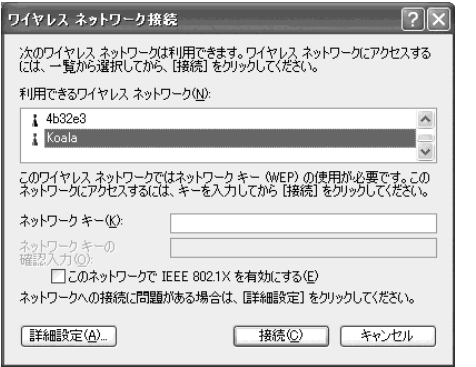 ワイヤレス ネットワーク接続
次のワイヤレス ネットワークは利用できます。ワイヤレス ネットワークにアクセスする
には、一覧から選択してから、[接続] をクリックしてください。
利用できるワイヤレス ネットワーク(N):
4b32e3
Koala
このワイヤレス ネットワークではネットワーク キー (WEP) の使用が必要です。この
ネットワークにアクセスするには、キーを入力してから [接続] をクリックしてください。
ネットワーク キー(K):
ネットワーク キーの
確認入力(O):
このネットワークで IEEE 802.1X を有効にする(E)
ネットワークへの接続に問題がある場合は、[詳細設定] をクリックしてください。
詳細設定(A)...
接続(C)
キャンセル